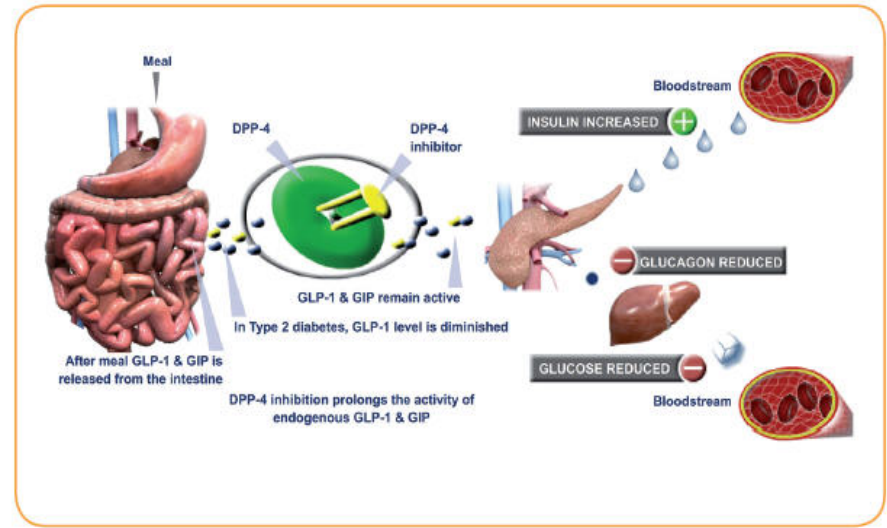 Meal
DPP-4
DPP-4
inhibitor
Bloodstream
INSULIN INCREASED
GLUCAGON REDUCED
GLP-1 & GIP remain active
In Type 2 diabetes, GLP-1 level is diminished
After meal GLP-1 & GIP is
released from the intestine
GLUCOSE REDUCED
Bloodstream
DPP-4 inhibition prolongs the activity of
endogenous GLP-1 & GIP